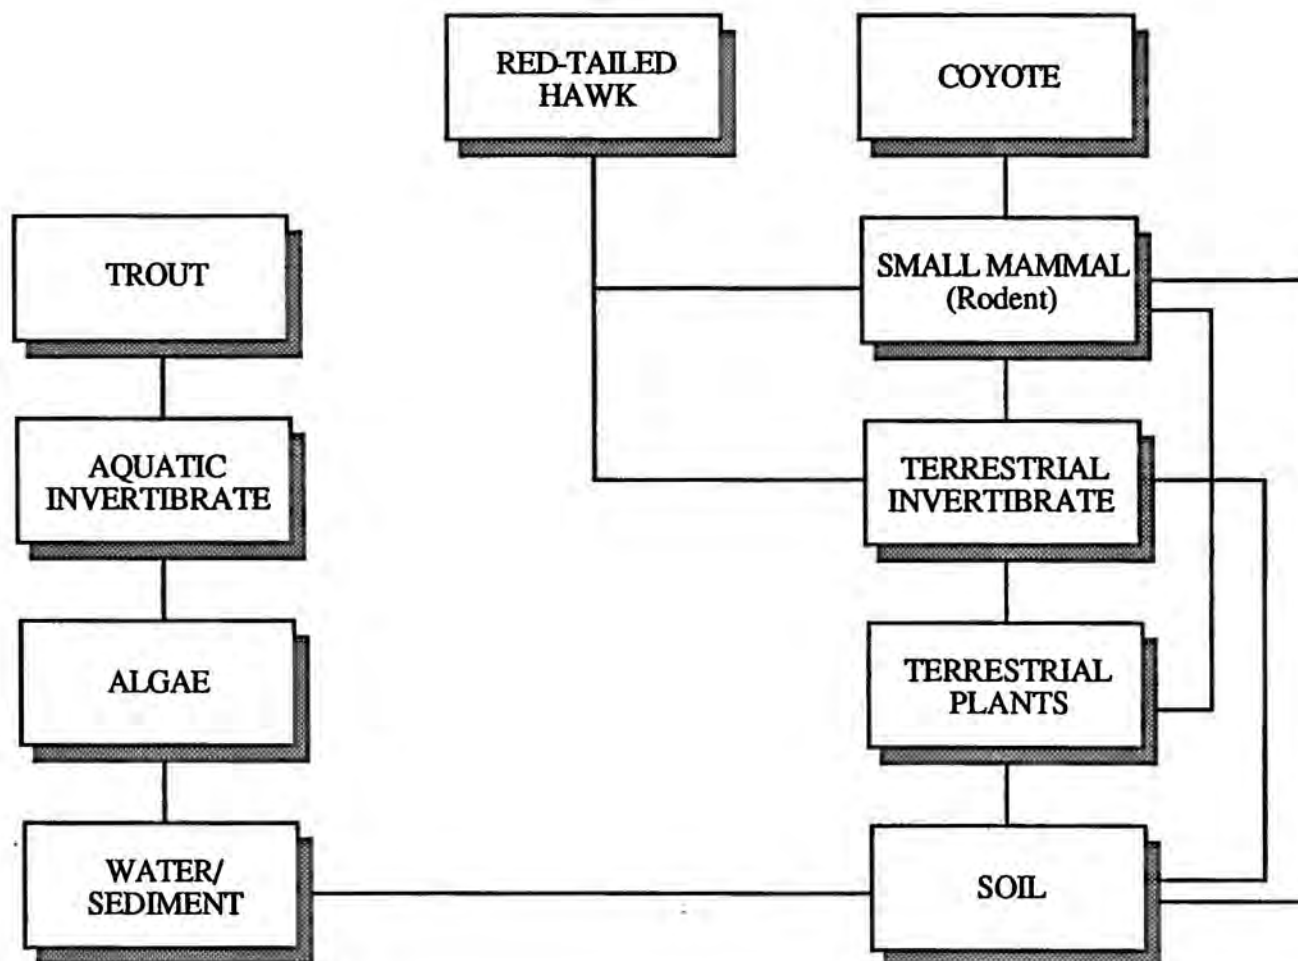 RED-TAILED
HAWK
COYOTE
TROUT
SMALL MAMMAL
(Rodent)
AQUATIC
INVERTIBRATE
TERRESTRIAL
INVERTIBRATE
ALGAE
TERRESTRIAL
PLANTS
WATER/
SEDIMENT
SOIL